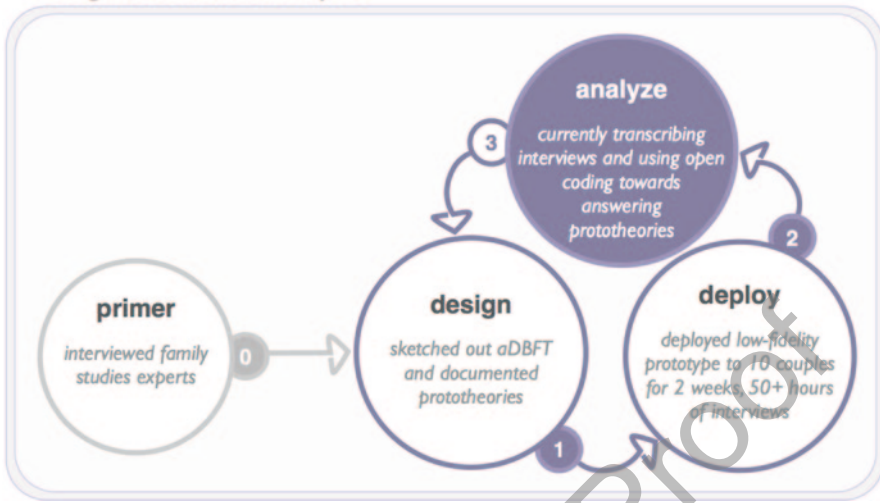 primer
interviewed family
studies experts
0
design
sketched out aDBFT
and documented
prototheories
1
deploy
deployed low-fidelity
prototype to 10 couples
for 2 weeks, 50+ hours
of interviews
2
analyze
currently transcribing
interviews and using open
coding towards
answering
prototheories
3
Proof